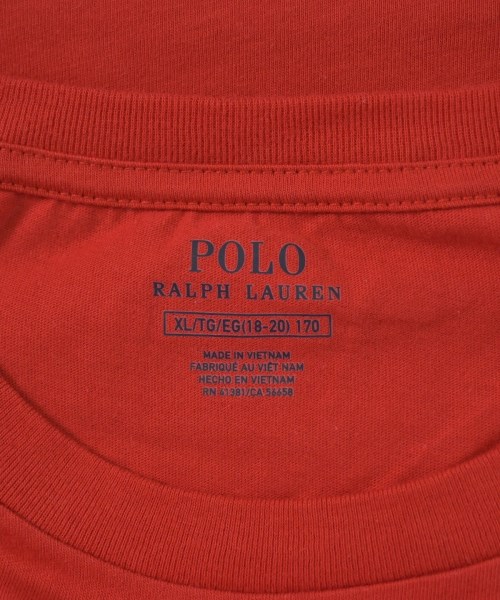 POLO
RALPH LAUREN
XL/TG/EG(18-20) 170
MADE IN VIETNAM
FABRIQUÉ AU VIÊT-NAM
HECHO EN VIETNAM
RN 41381/CA 56658